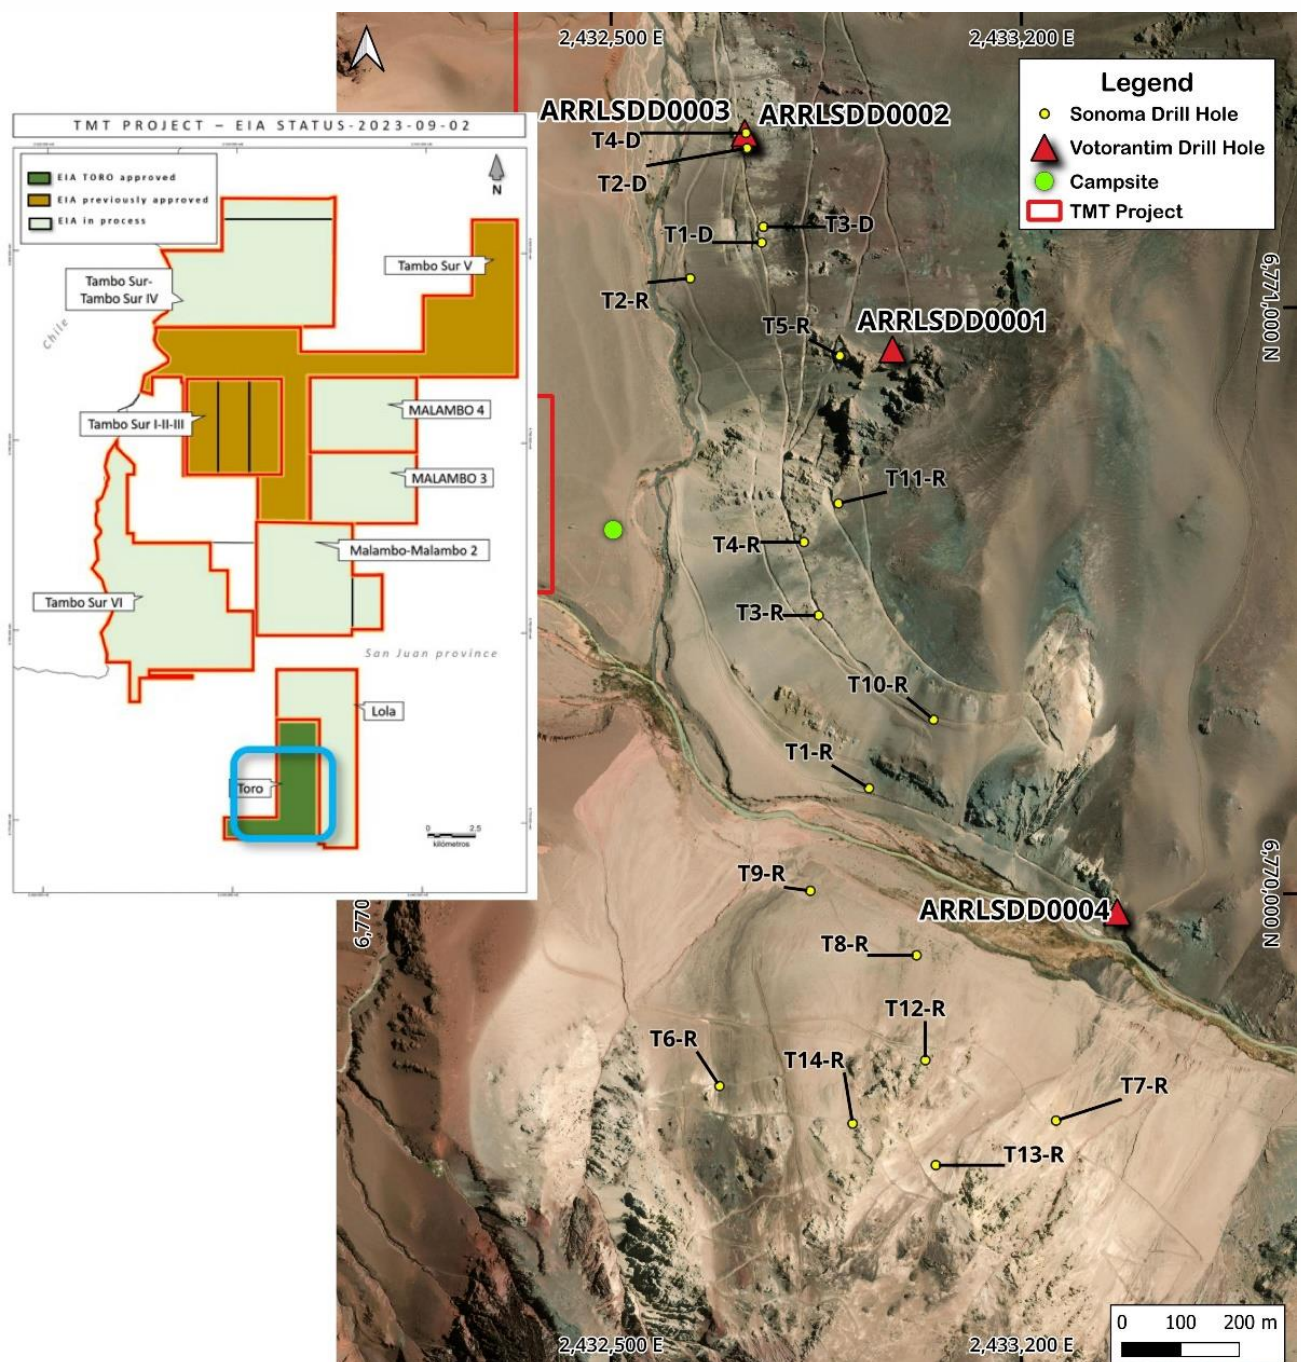 2,432,500 E
2,433,200 E
Legend
Sonoma Drill Hole
Votorantim Drill Hole
Campsite
TMT Project
ARRLSDD0003
ARRLSDD0002
T4-D
T2-D
T1-D
T3-D
T2-R
T5-R
ARRLSDD0001
6,771,000 N
T11-R
T4-R
T3-R
T10-R
T1-R
T9-R
ARRLSDD0004
6,770,000 N
6,770
T8-R
T12-R
T6-R
T14-R
T7-R
T13-R
2,432,500 E
2,433,200 E
0 100 200 m
TMT PROJECT – EIA STATUS-2023-09-02
EIA TORO approved
EIA previously approved
EIA in process
N
Tambo Sur-
Tambo Sur IV
Tambo Sur V
Chile
MALAMBO 4
Tambo Sur I-II-III
MALAMBO 3
Malambo-Malambo 2
Tambo Sur VI
San Juan province
Lola
Toro
0 2.5
kilómetros